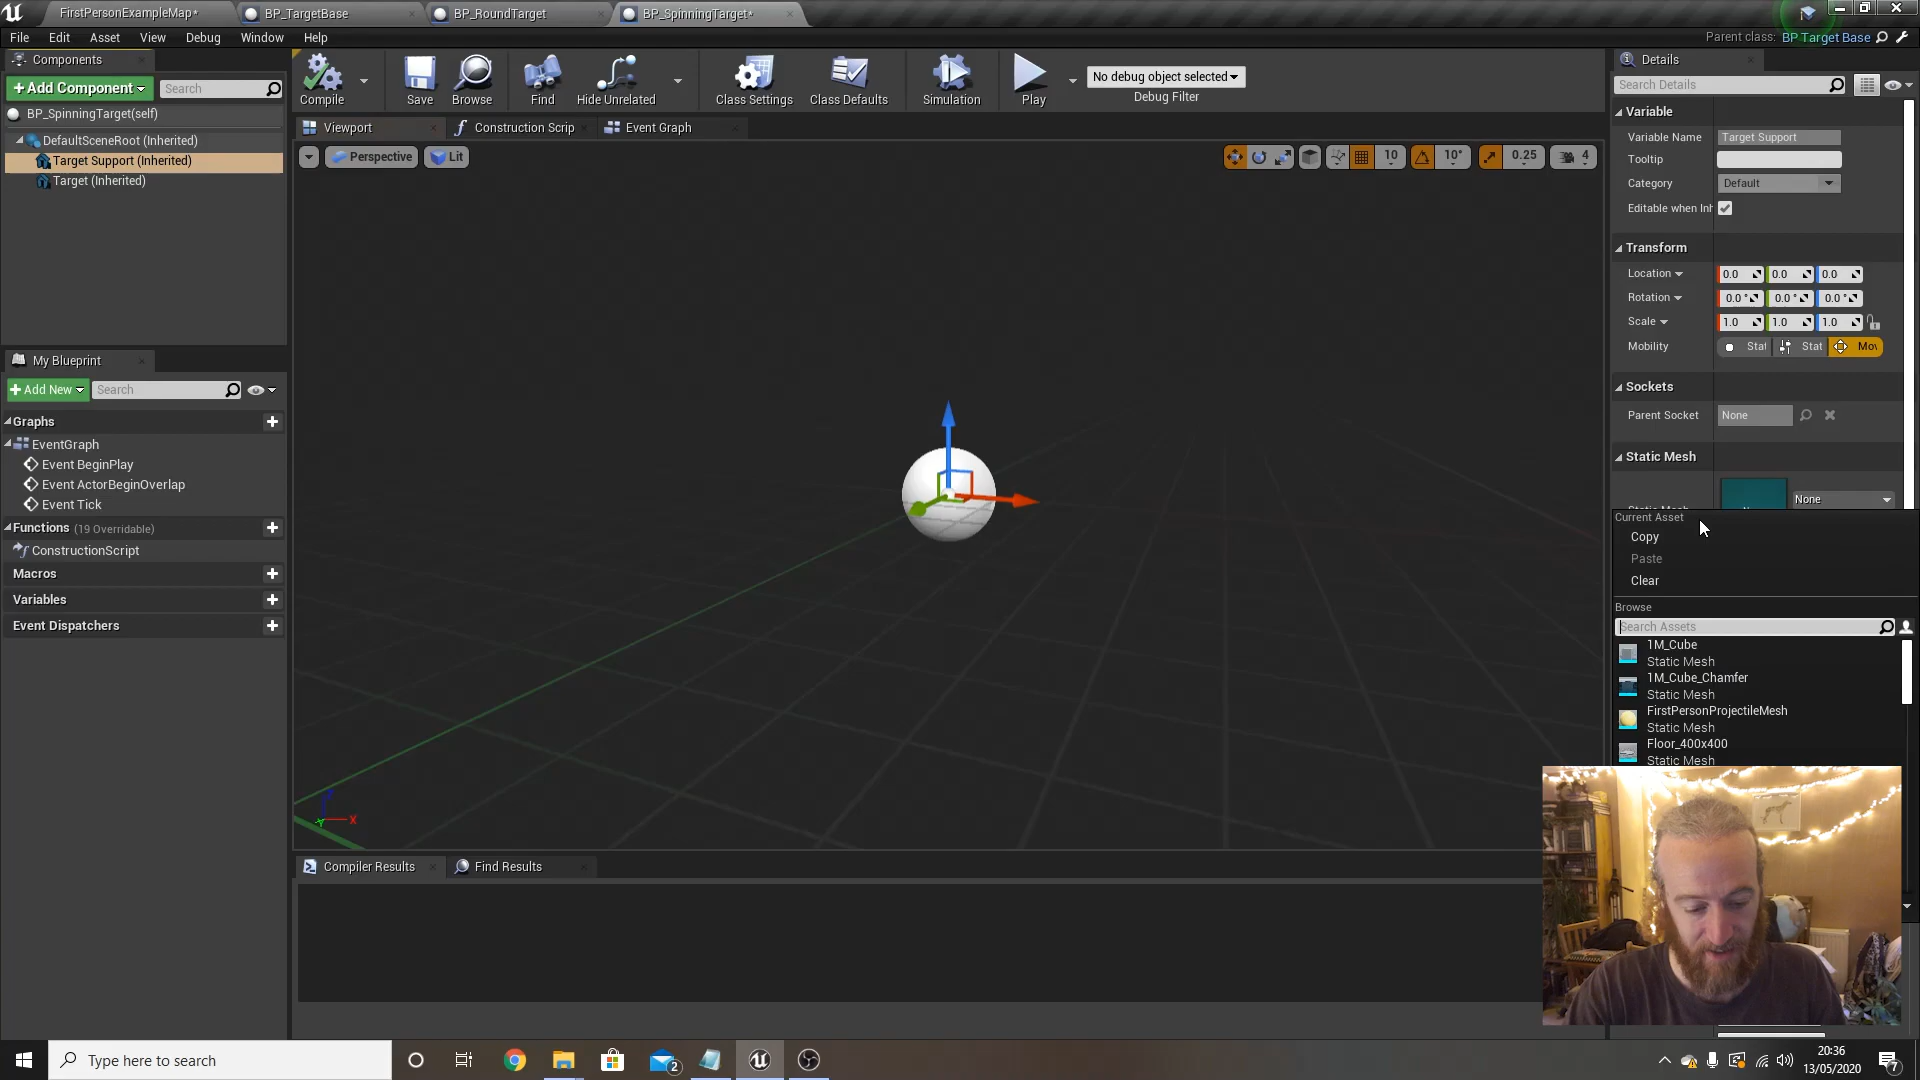 FirstPersonExampleMap*
BP_TargetBase
BP_RoundTarget
BP_SpinningTarget*
File Edit Asset View Debug Window Help
Parent class: BP Target Base
Components
Details
+Add Component
Search
Compile
Save
Browse
Find
Hide Unrelated
Class Settings
Class Defaults
Simulation
Play
No debug object selected
Debug Filter
Search Details
BP_SpinningTarget(self)
DefaultSceneRoot (Inherited)
Target Support (Inherited)
Target (Inherited)
Viewport
Construction Scrip
Event Graph
Perspective
Lit
10
10°
0.25
4
Variable
Variable Name Target Support
Tooltip
Category Default
Editable when Inh
Transform
Location 0.0 0.0 0.0
Rotation 0.0 ° 0.0 ° 0.0 °
Scale 1.0 1.0 1.0
Mobility Stat Stat Mov
Sockets
Parent Socket None
Static Mesh
None
Current Asset
Copy
Paste
Clear
Browse
Search Assets
1M_Cube
Static Mesh
1M_Cube_Chamfer
Static Mesh
FirstPersonProjectileMesh
Static Mesh
Floor_400x400
Static Mesh
My Blueprint
+Add New
Search
Graphs
EventGraph
Event BeginPlay
Event ActorBeginOverlap
Event Tick
Functions (19 Overridable)
ConstructionScript
Macros
Variables
Event Dispatchers
X
Compiler Results
Find Results
Type here to search
2
20:36
13/05/2020
7